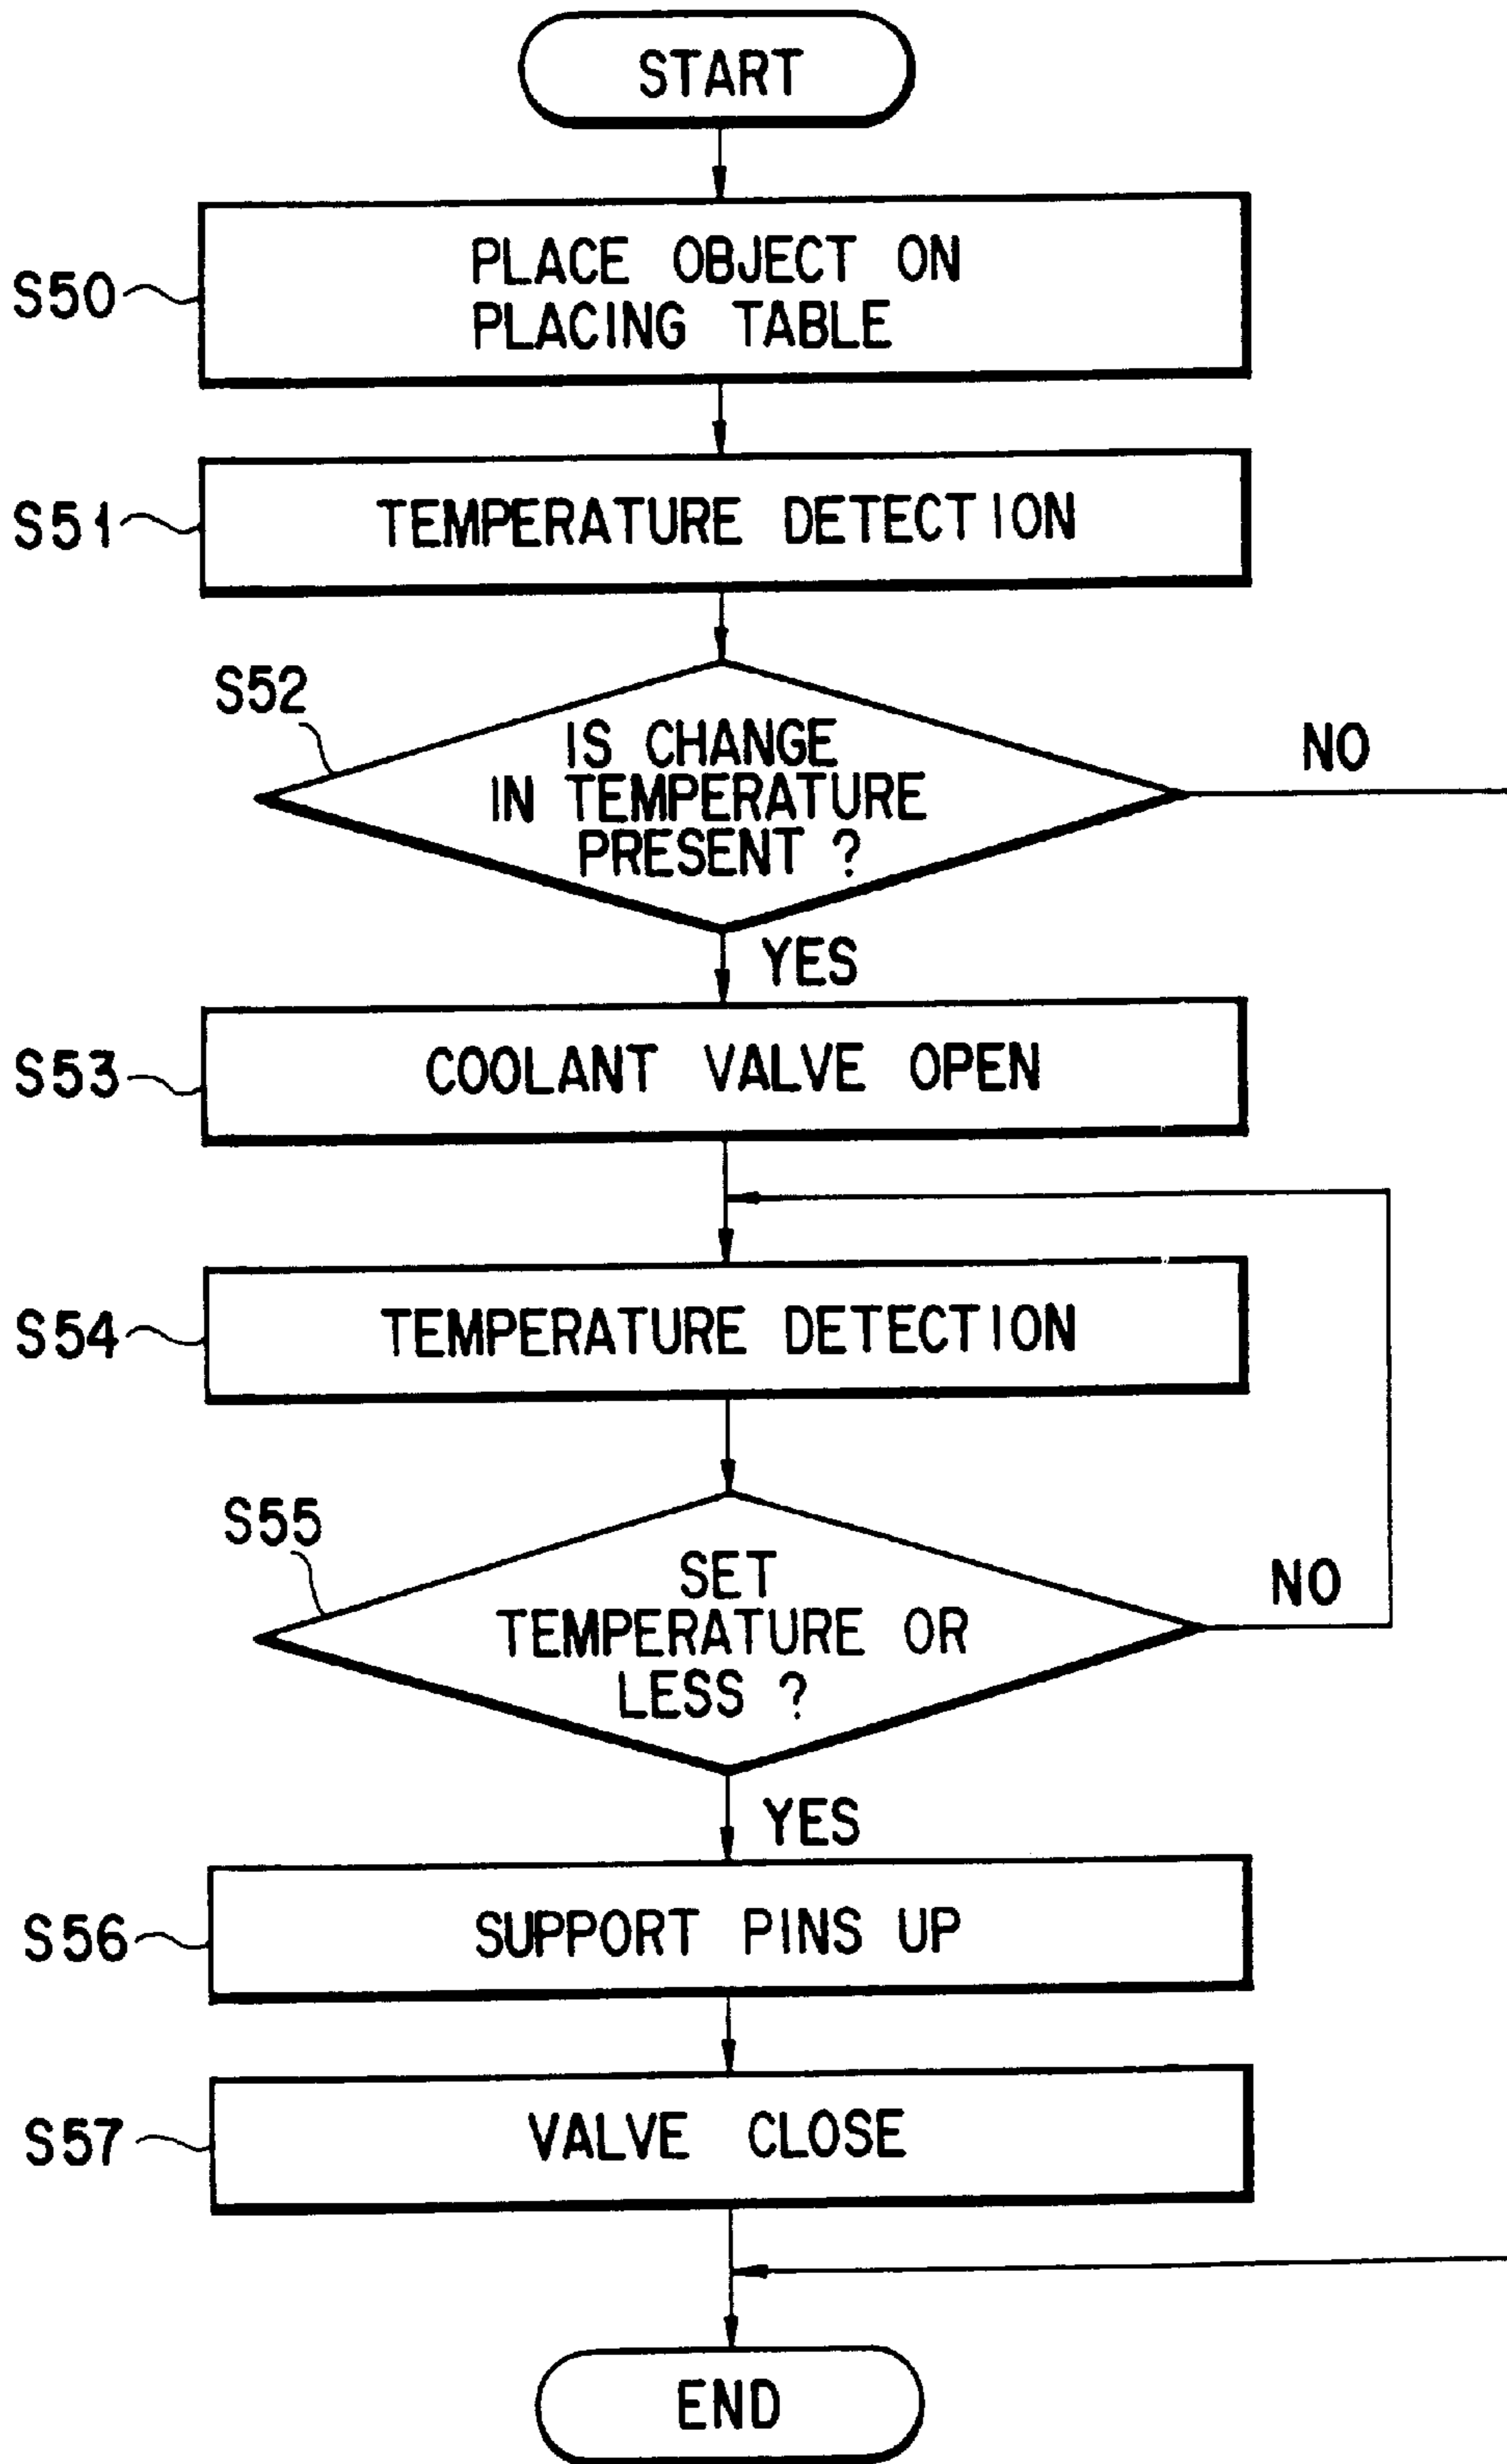 START
S50
PLACE OBJECT ON
PLACING TABLE
S51
TEMPERATURE DETECTION
S52
IS CHANGE
IN TEMPERATURE
PRESENT ?
NO
YES
S53
COOLANT VALVE OPEN
S54
TEMPERATURE DETECTION
S55
SET
TEMPERATURE OR
LESS ?
NO
YES
S56
SUPPORT PINS UP
S57
VALVE CLOSE
END